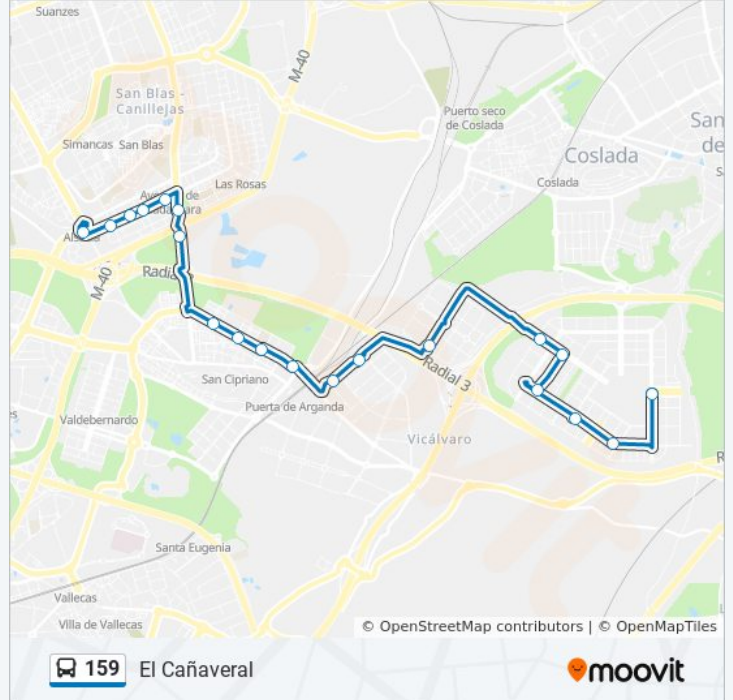 Suanzes
M-40
San Blas -
Canillejas
Puerto seco
de Coslada
San
de
Simancas San Blas
Coslada
Las Rosas
Coslada
M-40
Radial 3
San Cipriano
Puerta de Arganda
Valdebernardo
Vicálvaro
Santa Eugenia
Vallecas
Villa de Vallecas
© OpenStreetMap contributors | © OpenMapTiles
159 El Cañaveral
moovit